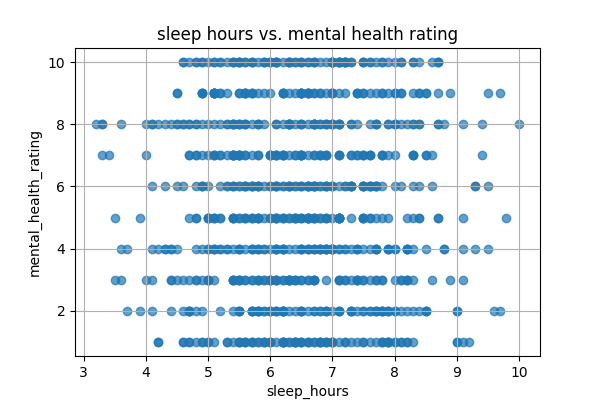 sleep hours vs. mental health rating
mental_health_rating
10
8
6
4
2
3 4 5 6 7 8 9 10
sleep_hours